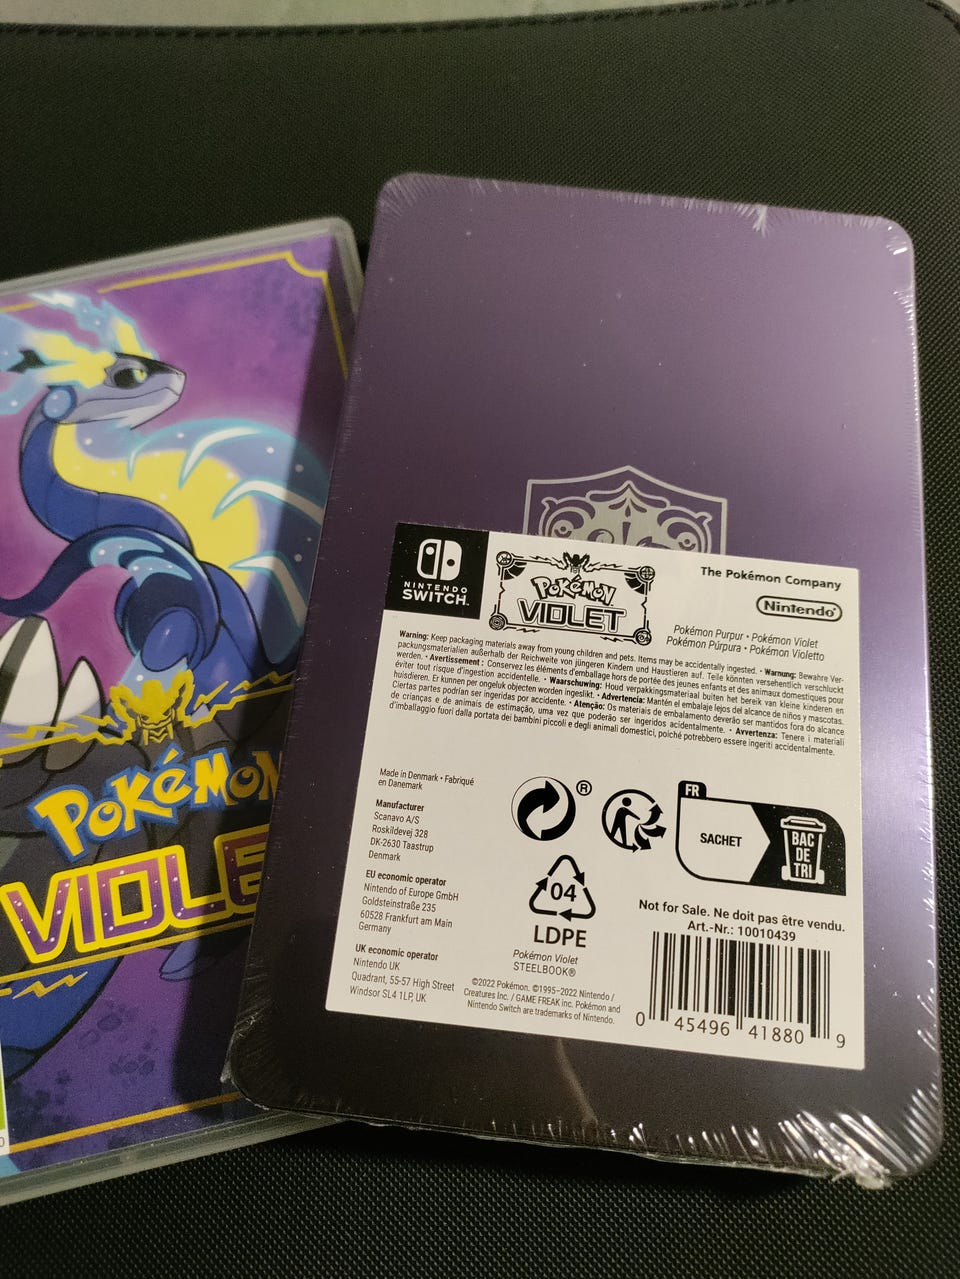 POKÉMON
VIOLE
NINTENDO
SWITCH™
POKÉMON
VIOLET
The Pokémon Company
Nintendo
Pokémon Purpur • Pokémon Violet
Pokémon Púrpura • Pokémon Violetto
Warning: Keep packaging materials away from young children and pets. Items may be accidentally ingested. • Warnung: Bewahre Ver-
packungsmaterialien außerhalb der Reichweite von jüngeren Kindern und Haustieren auf. Teile könnten versehentlich verschluckt
werden. • Avertissement : Conservez les éléments d'emballage hors de portée des jeunes enfants et des animaux domestiques pour
éviter tout risque d'ingestion accidentelle. • Waarschuwing: Houd verpakkingsmateriaal buiten het bereik van kleine kinderen en
huisdieren. Er kunnen per ongeluk objecten worden ingeslikt. • Advertencia: Mantén el embalaje lejos del alcance de niños y mascotas.
Ciertas partes podrían ser ingeridas por accidente. • Atenção: Os materiais de embalamento deverão ser mantidos fora do alcance
de crianças e de animais de estimação, uma vez que poderão ser ingeridos acidentalmente. • Avvertenza: Tenere i materiali
d'imballaggio fuori dalla portata dei bambini piccoli e degli animali domestici, poiché potrebbero essere ingeriti accidentalmente.
Made in Denmark • Fabriqué
en Danemark
Manufacturer
Scanavo A/S
Roskildevej 328
DK-2630 Taastrup
Denmark
EU economic operator
Nintendo of Europe GmbH
Goldsteinstraße 235
60528 Frankfurt am Main
Germany
UK economic operator
Nintendo UK
Quadrant, 55-57 High Street
Windsor SL4 1LP, UK
®
04
LDPE
Pokémon Violet
STEELBOOK®
©2022 Pokémon. ©1995–2022 Nintendo /
Creatures Inc. / GAME FREAK inc. Pokémon and
Nintendo Switch are trademarks of Nintendo.
FR
SACHET
BAC
DE
TRI
Not for Sale. Ne doit pas être vendu.
Art.-Nr.: 10010439
0 45496 41880 9